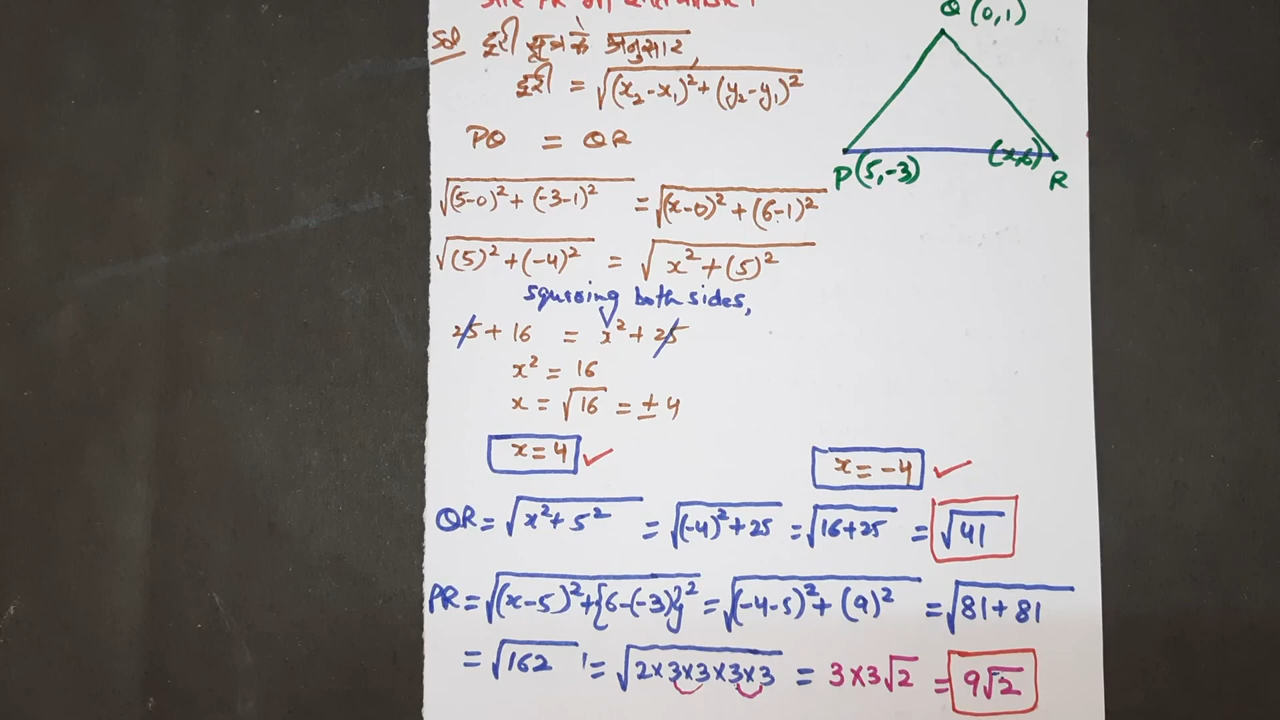 और PR भी ज्ञात कीजिए।
Sol दूरी सूत्र के अनुसार,
दूरी = √(x₂-x₁)²+(y₂-y₁)²
PQ = QR
√(5-0)²+(-3-1)² = √(x-0)²+(6-1)²
√(5)²+(-4)² = √x²+(5)²
squaring both sides,
25+16 = x²+25
x² = 16
x = √16 = ±4
x=4 ✓ x=-4 ✓
QR = √x²+5² = √(-4)²+25 = √16+25 = √41
PR = √(x-5)²+{6-(-3)}² = √(-4-5)²+(9)² = √81+81
= √162 = √2×3×3×3×3 = 3×3√2 = 9√2
Q(0,1)
P(5,-3)
(x,6)
R